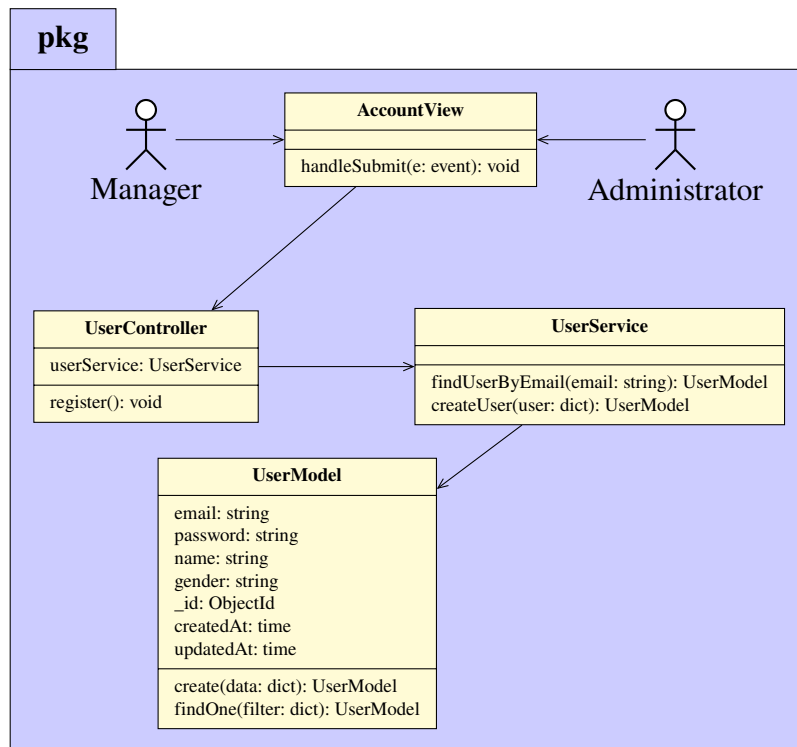 pkg
AccountView
handleSubmit(e: event): void
Manager
Administrator
UserController
userService: UserService
register(): void
UserService
findUserByEmail(email: string): UserModel
createUser(user: dict): UserModel
UserModel
email: string
password: string
name: string
gender: string
_id: ObjectId
createdAt: time
updatedAt: time
create(data: dict): UserModel
findOne(filter: dict): UserModel